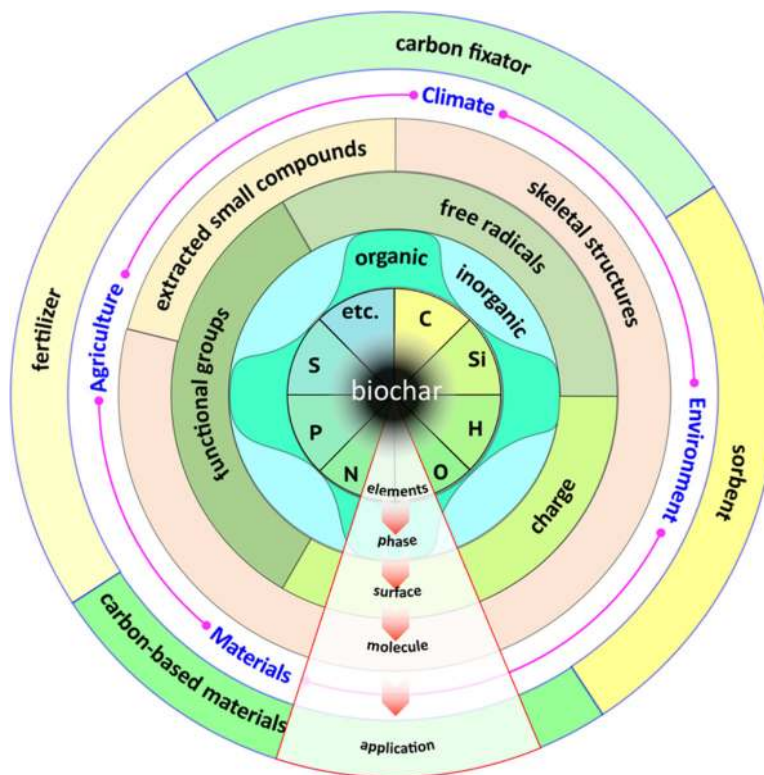 carbon fixator
Climate
extracted small compounds
skeletal structures
free radicals
organic
inorganic
etc.
C
S
Si
biochar
P
H
N
O
fertilizer
Agriculture
functional groups
Environment
sorbent
charge
elements
phase
surface
molecule
Materials
carbon-based materials
application